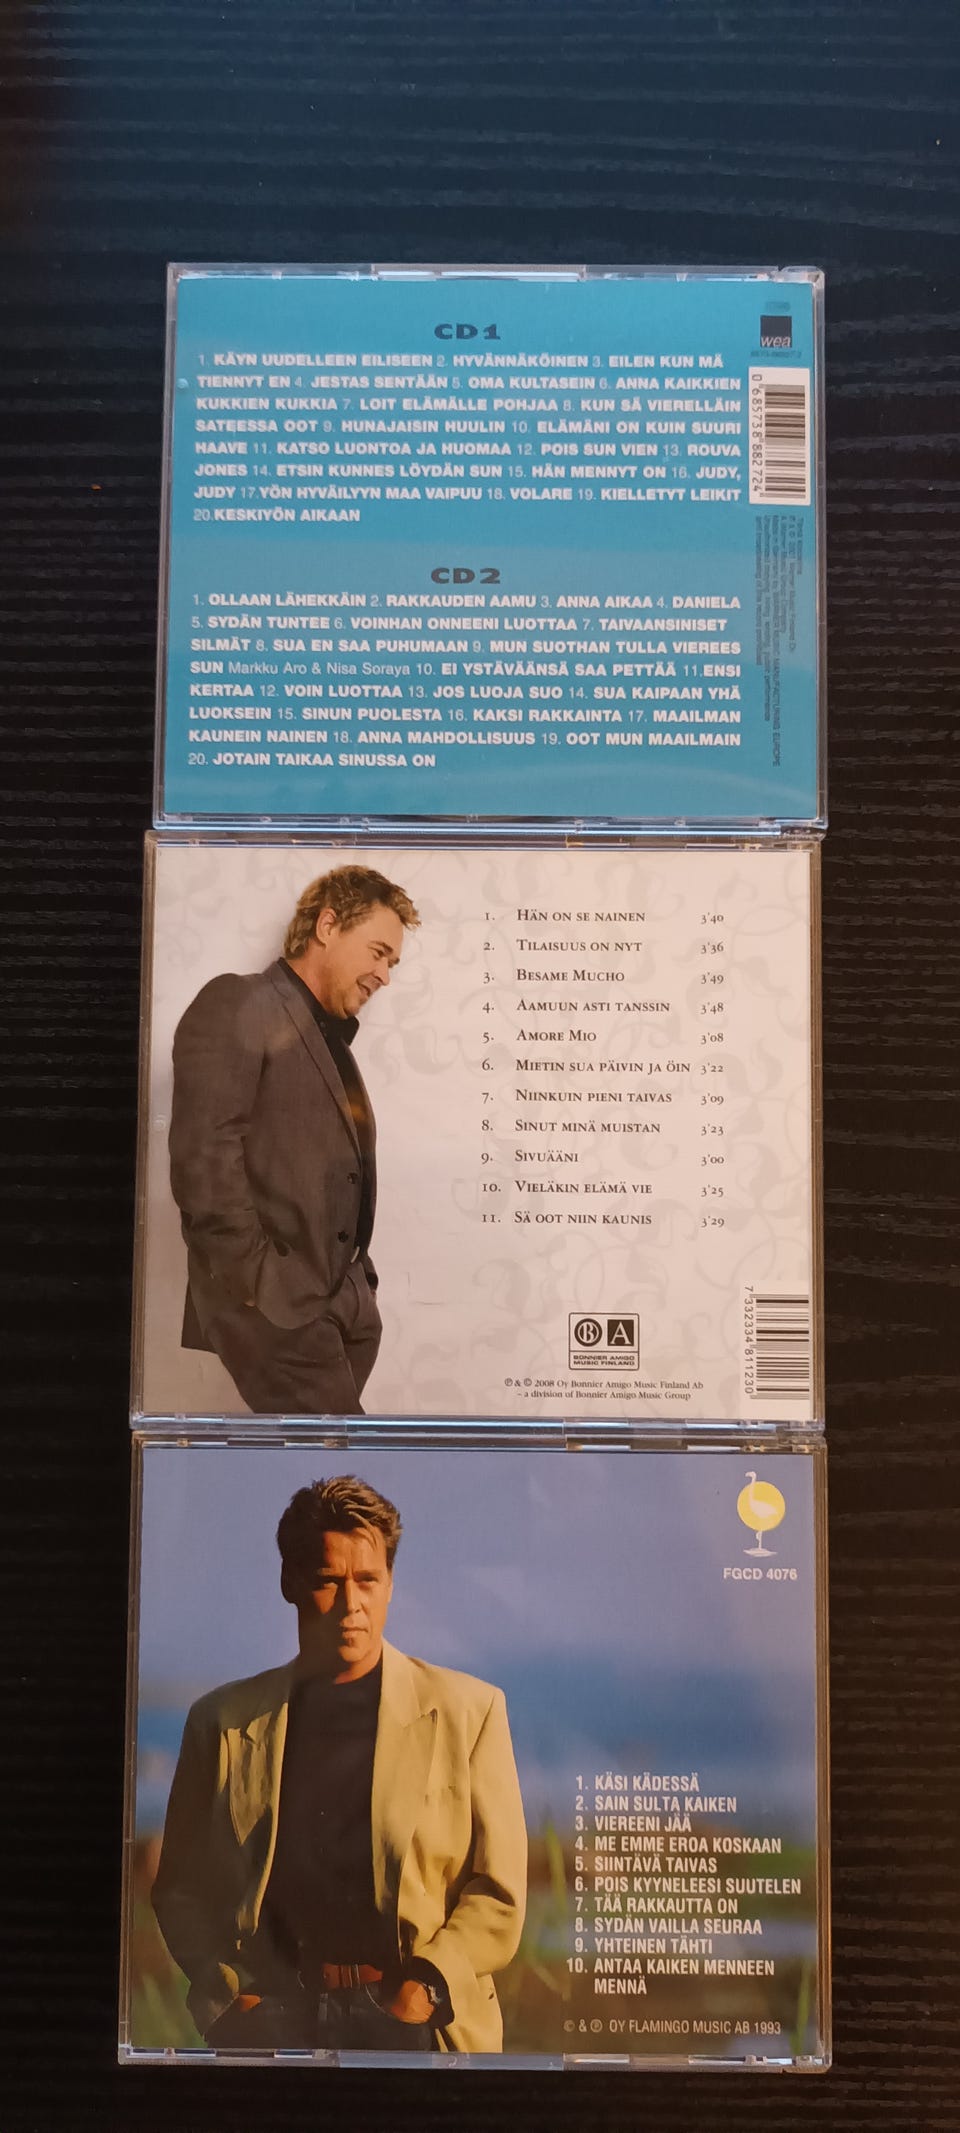 CD 1
1. KÄYN UUDELLEEN EILISEEN 2. HYVÄNNÄKÖINEN 3. EILEN KUN MÄ
TIENNYT EN 4. JESTAS SENTÄÄN 5. OMA KULTASEIN 6. ANNA KAIKKIEN
KUKKIEN KUKKIA 7. LOIT ELÄMÄLLE POHJAA 8. KUN SÄ VIERELLÄIN
SATEESSA OOT 9. HUNAJAISIN HUULIN 10. ELÄMÄNI ON KUIN SUURI
HAAVE 11. KATSO LUONTOA JA HUOMAA 12. POIS SUN VIEN 13. ROUVA
JONES 14. ETSIN KUNNES LÖYDÄN SUN 15. HÄN MENNYT ON 16. JUDY,
JUDY 17.YÖN HYVÄILYYN MAA VAIPUU 18. VOLARE 19. KIELLETYT LEIKIT
20.KESKIYÖN AIKAAN
wea
0 685738 882724
CD 2
1. OLLAAN LÄHEKKÄIN 2. RAKKAUDEN AAMU 3. ANNA AIKAA 4. DANIELA
5. SYDÄN TUNTEE 6. VOINHAN ONNEENI LUOTTAA 7. TAIVAANSINISET
SILMÄT 8. SUA EN SAA PUHUMAAN 9. MUN SUOTHAN TULLA VIEREES
SUN Markku Aro & Nisa Soraya 10. EI YSTÄVÄÄNSÄ SAA PETTÄÄ 11.ENSI
KERTAA 12. VOIN LUOTTAA 13. JOS LUOJA SUO 14. SUA KAIPAAN YHÄ
LUOKSEIN 15. SINUN PUOLESTA 16. KAKSI RAKKAINTA 17. MAAILMAN
KAUNEIN NAINEN 18. ANNA MAHDOLLISUUS 19. OOT MUN MAAILMAIN
20. JOTAIN TAIKAA SINUSSA ON
1. HÄN ON SE NAINEN 3'40
2. TILAISUUS ON NYT 3'36
3. BESAME MUCHO 3'49
4. AAMUUN ASTI TANSSIN 3'48
5. AMORE MIO 3'08
6. MIETIN SUA PÄIVIN JA ÖIN 3'22
7. NIINKUIN PIENI TAIVAS 3'09
8. SINUT MINÄ MUISTAN 3'23
9. SIVUÄÄNI 3'00
10. VIELÄKIN ELÄMÄ VIE 3'25
11. SÄ OOT NIIN KAUNIS 3'29
B A
BONNIER AMIGO
MUSIC FINLAND
℗ & © 2008 Oy Bonnier Amigo Music Finland Ab
– a division of Bonnier Amigo Music Group
7 332334 811230
FGCD 4076
1. KÄSI KÄDESSÄ
2. SAIN SULTA KAIKEN
3. VIEREENI JÄÄ
4. ME EMME EROA KOSKAAN
5. SIINTÄVÄ TAIVAS
6. POIS KYYNELEESI SUUTELEN
7. TÄÄ RAKKAUTTA ON
8. SYDÄN VAILLA SEURAA
9. YHTEINEN TÄHTI
10. ANTAA KAIKEN MENNEEN
MENNÄ
© & ℗ OY FLAMINGO MUSIC AB 1993